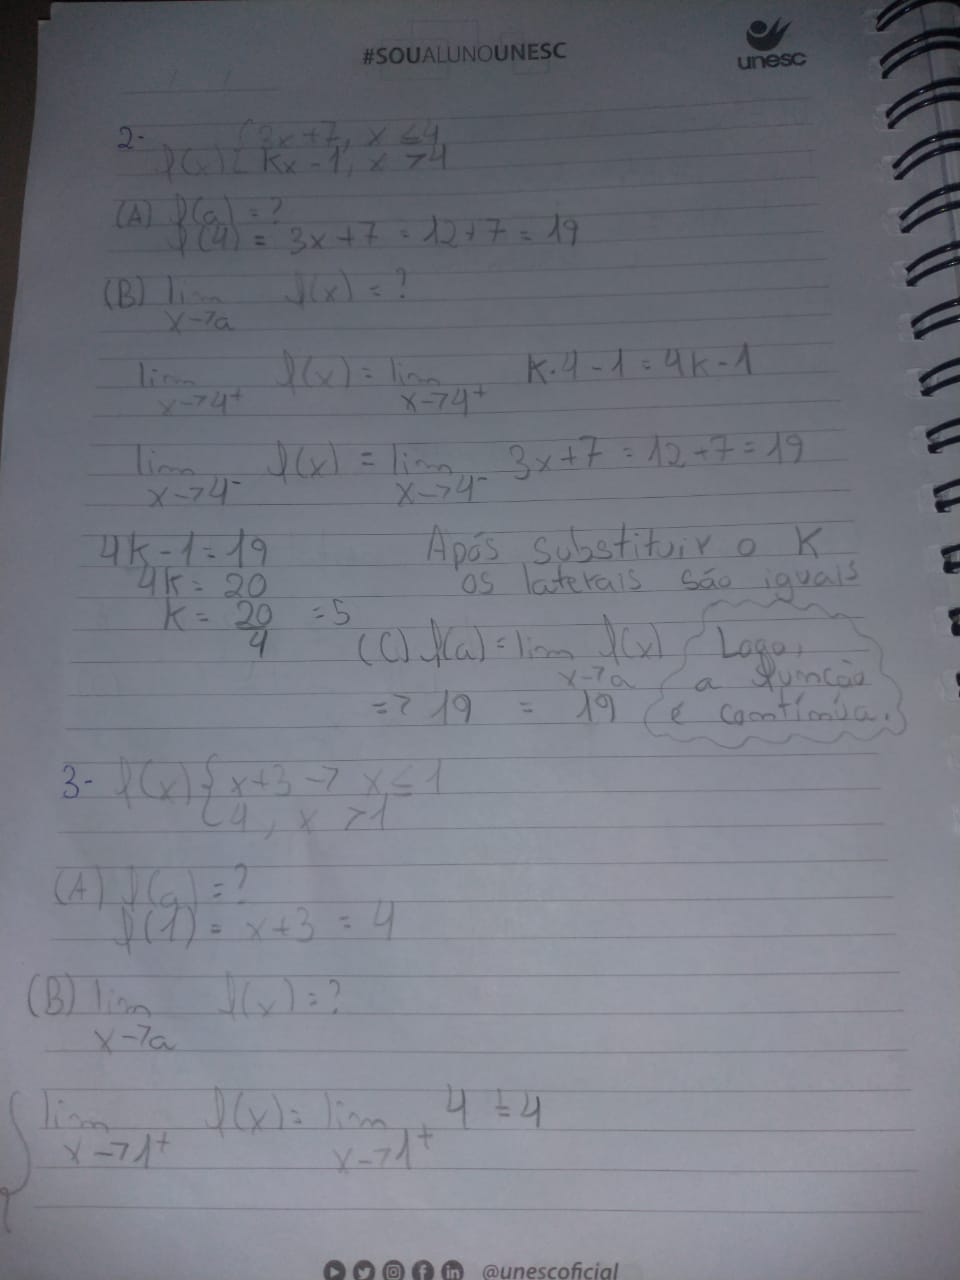 #SOUALUNOUNESC
unesc
2- { 3x+7, x ≤ 4
f(x) { Kx-1, x > 4
(A) f(a) = ?
f(4) = 3x+7 = 12+7 = 19
(B) lim f(x) = ?
x→a
lim f(x) = lim K.4-1 = 4K-1
x→4⁺ x→4⁺
lim f(x) = lim 3x+7 = 12+7 = 19
x→4⁻ x→4⁻
4K-1 = 19 Após substituir o K
4K = 20 os laterais são iguais
K = 20 = 5
4
(C) f(a) = lim f(x) Logo,
x→a a função
=> 19 = 19 é contínúa.
3- f(x) { x+3 → x ≤ 1
{ 4, x > 1
(A) f(a) = ?
f(1) = x+3 = 4
(B) lim f(x) = ?
x→a
lim f(x) = lim 4 = 4
x→1⁺ x→1⁺
@unescoficial